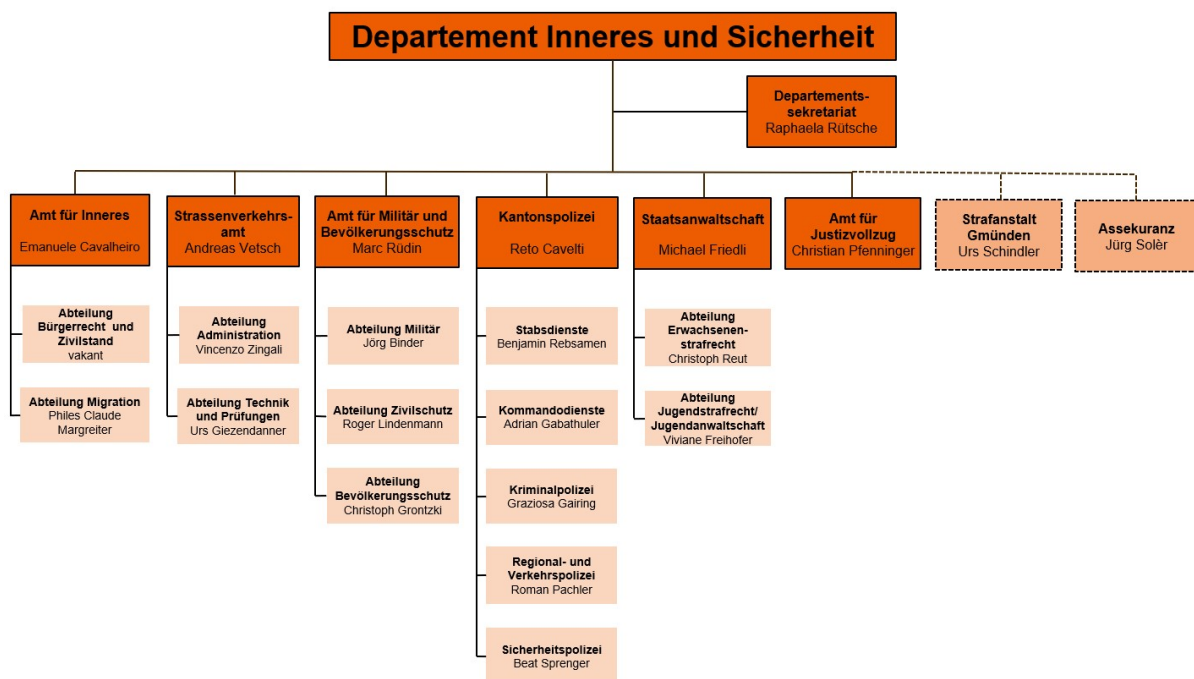 Departement Inneres und Sicherheit
Departements-
sekretariat
Raphaela Rütsche
Amt für Inneres
Emanuele Cavalheiro
Strassenverkehrs-
amt
Andreas Vetsch
Amt für Militär und
Bevölkerungsschutz
Marc Rüdin
Kantonspolizei
Reto Cavelti
Staatsanwaltschaft
Michael Friedli
Amt für
Justizvollzug
Christian Pfenninger
Strafanstalt
Gmünden
Urs Schindler
Assekuranz
Jürg Solèr
Abteilung
Bürgerrecht und
Zivilstand
vakant
Abteilung Migration
Philes Claude
Margreiter
Abteilung
Administration
Vincenzo Zingali
Abteilung Technik
und Prüfungen
Urs Giezendanner
Abteilung Militär
Jörg Binder
Abteilung Zivilschutz
Roger Lindenmann
Abteilung
Bevölkerungsschutz
Christoph Grontzki
Stabsdienste
Benjamin Rebsamen
Kommandodienste
Adrian Gabathuler
Kriminalpolizei
Graziosa Gairing
Regional- und
Verkehrspolizei
Roman Pachler
Sicherheitspolizei
Beat Sprenger
Abteilung
Erwachsenen-
strafrecht
Christoph Reut
Abteilung
Jugendstrafrecht/
Jugendanwaltschaft
Viviane Freihofer